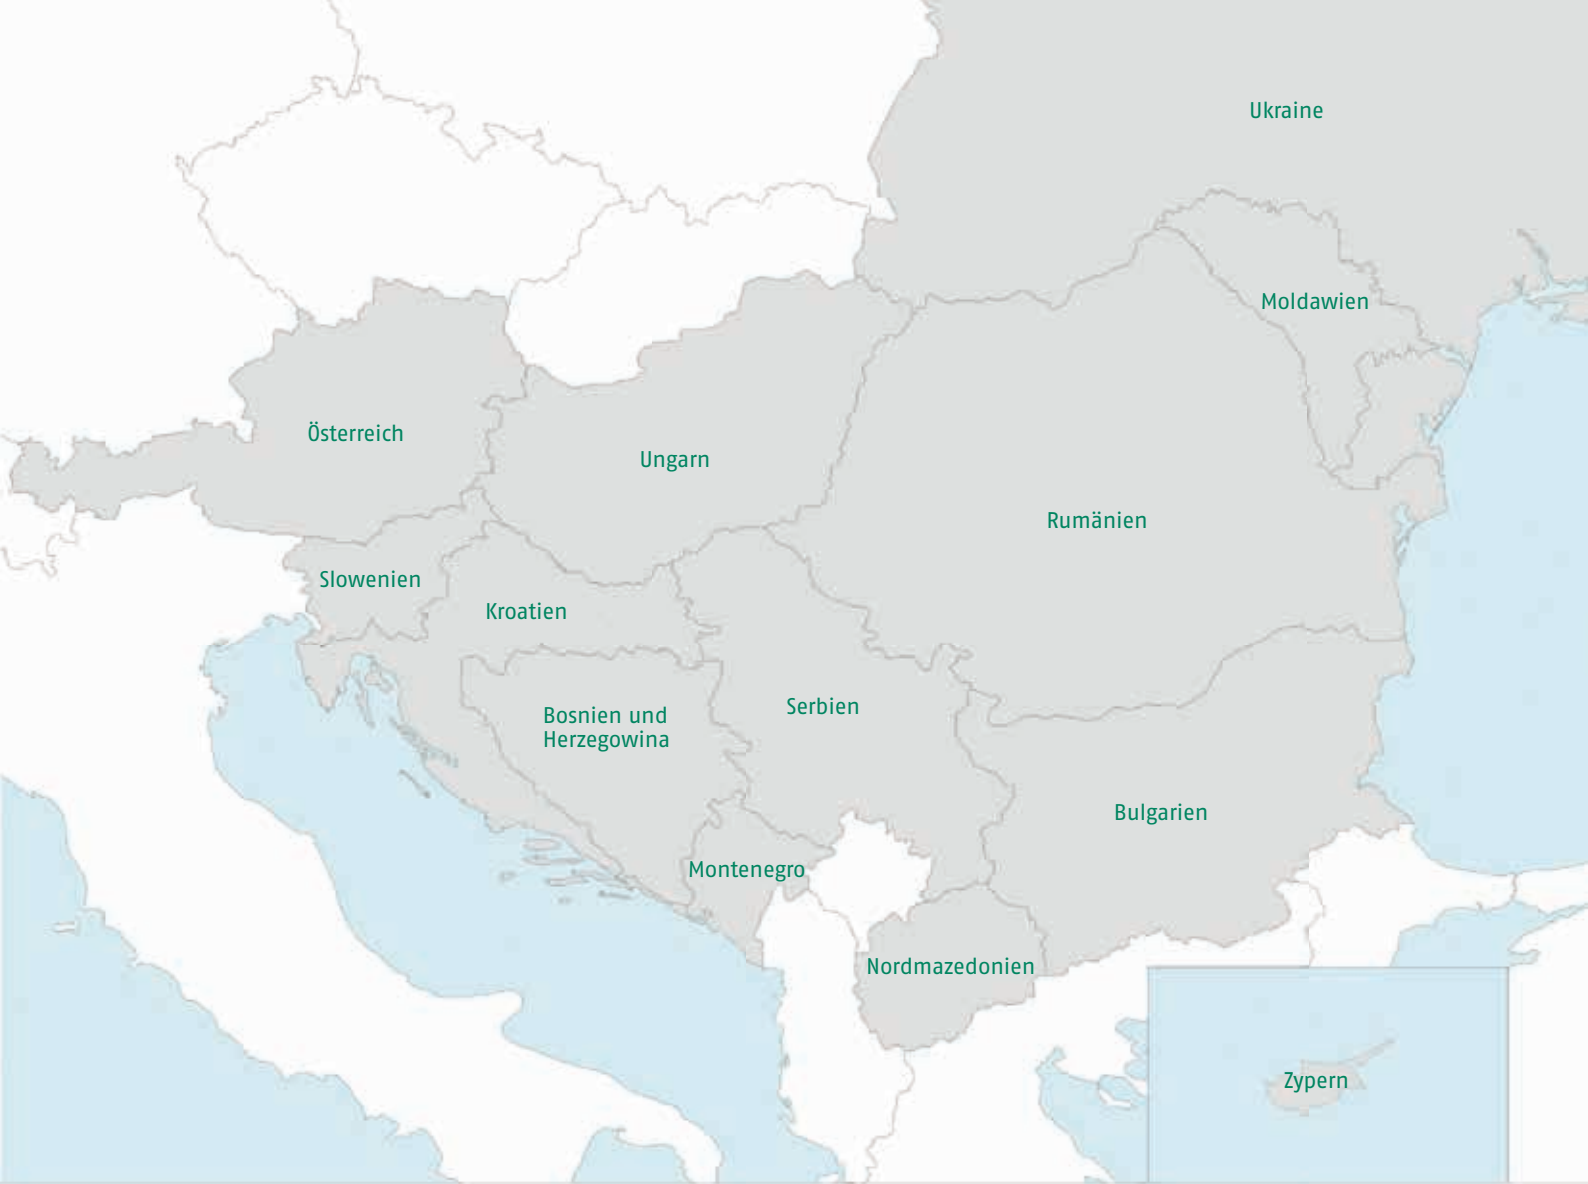 Ukraine
Moldawien
Österreich
Ungarn
Rumänien
Slowenien
Kroatien
Serbien
Bosnien und
Herzegowina
Bulgarien
Montenegro
Nordmazedonien
Zypern